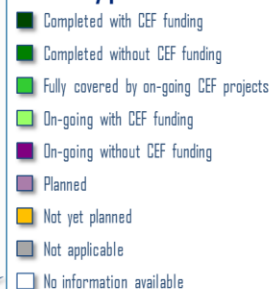 Completed with CEF funding
Completed without CEF funding
Fully covered by on-going CEF projects
On-going with CEF funding
On-going without CEF funding
Planned
Not yet planned
Not applicable
No information available